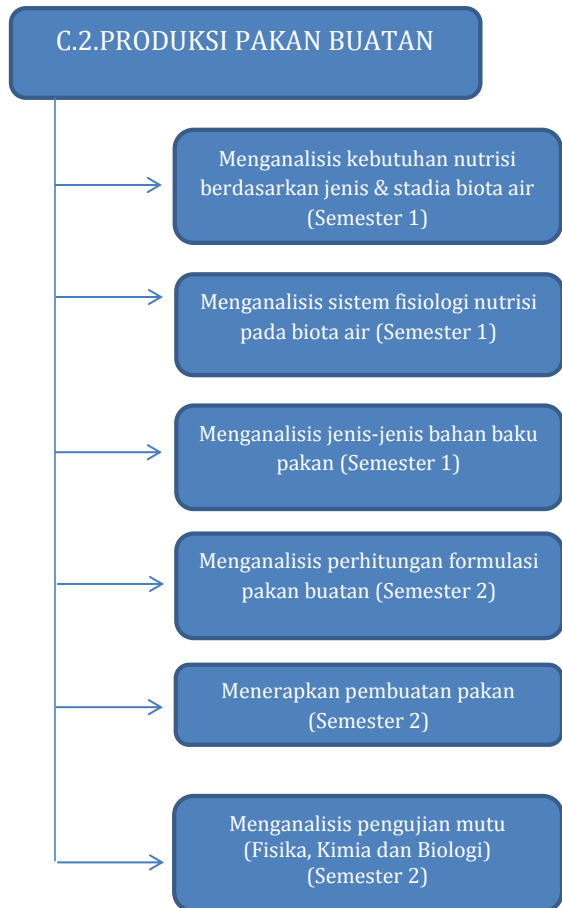 C.2.PRODUKSI PAKAN BUATAN
Menganalisis kebutuhan nutrisi
berdasarkan jenis & stadia biota air
(Semester 1)
Menganalisis sistem fisiologi nutrisi
pada biota air (Semester 1)
Menganalisis jenis-jenis bahan baku
pakan (Semester 1)
Menganalisis perhitungan formulasi
pakan buatan (Semester 2)
Menerapkan pembuatan pakan
(Semester 2)
Menganalisis pengujian mutu
(Fisika, Kimia dan Biologi)
(Semester 2)